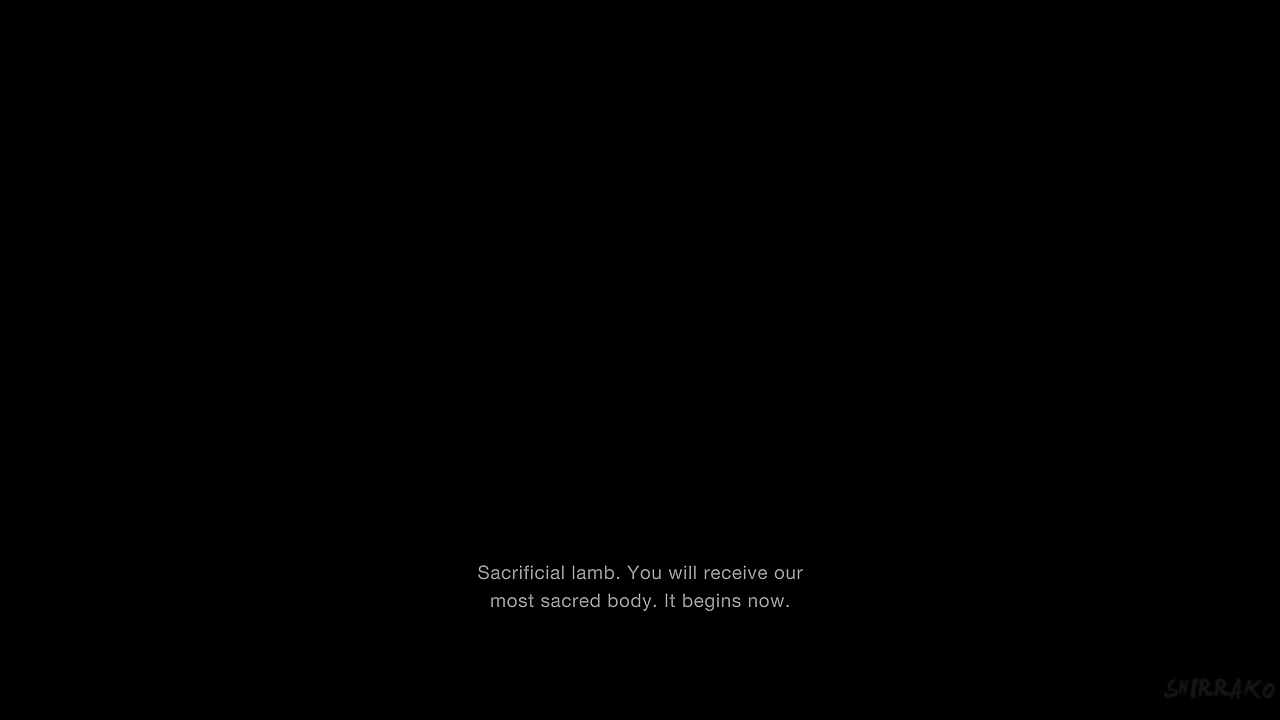 Sacrificial lamb. You will receive our
most sacred body. It begins now.
SHIRRAKO